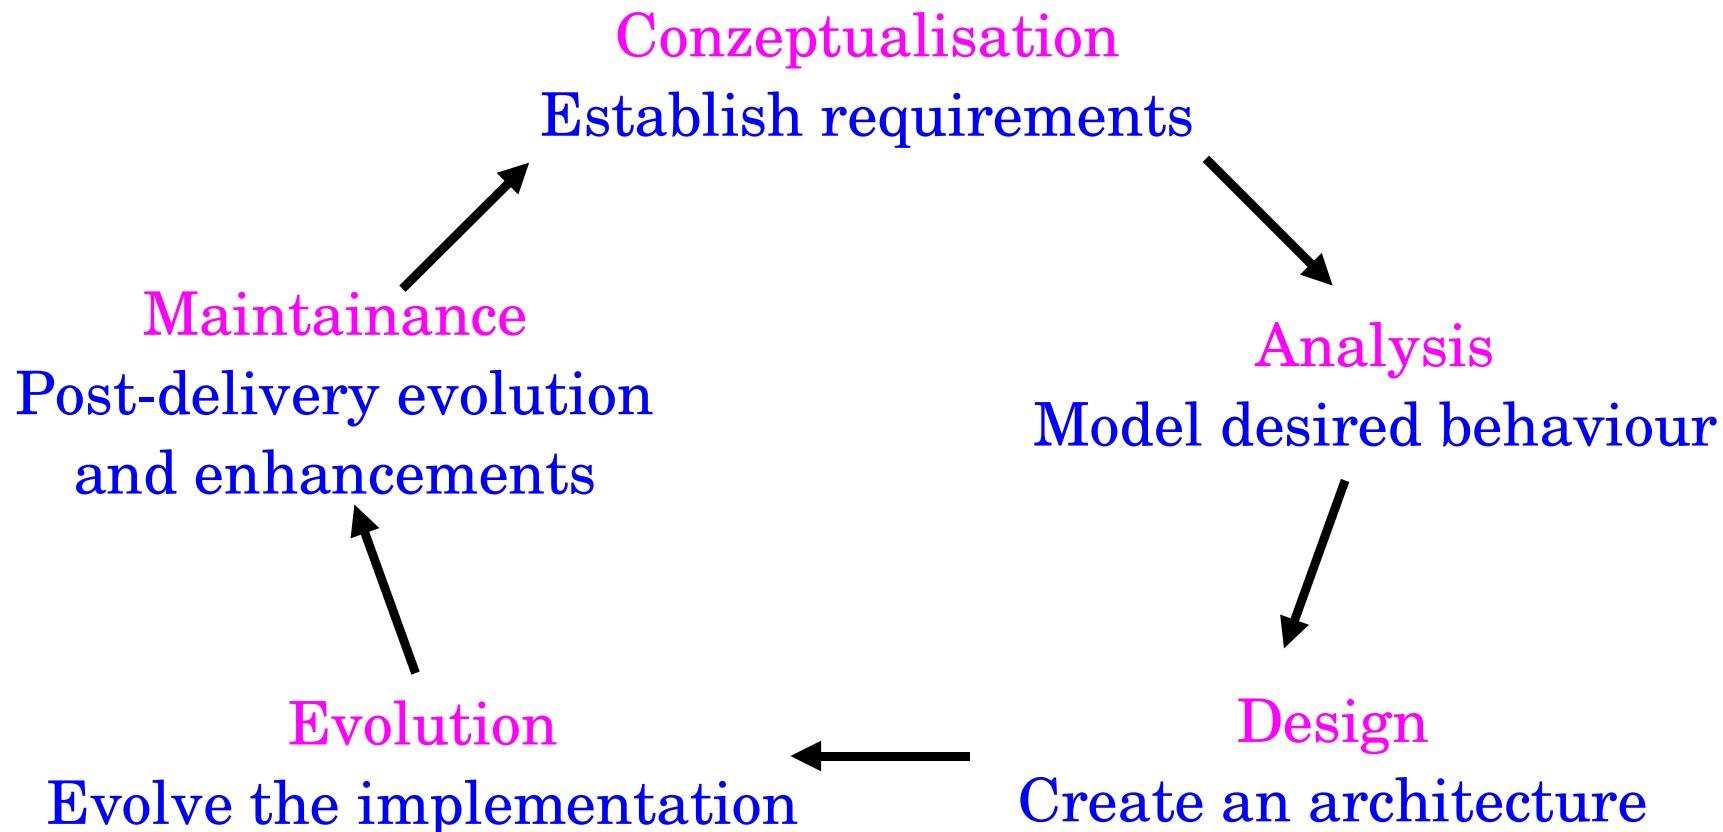 Conzeptualisation
Establish requirements
Analysis
Model desired behaviour
Design
Create an architecture
Evolution
Evolve the implementation
Maintainance
Post-delivery evolution
and enhancements